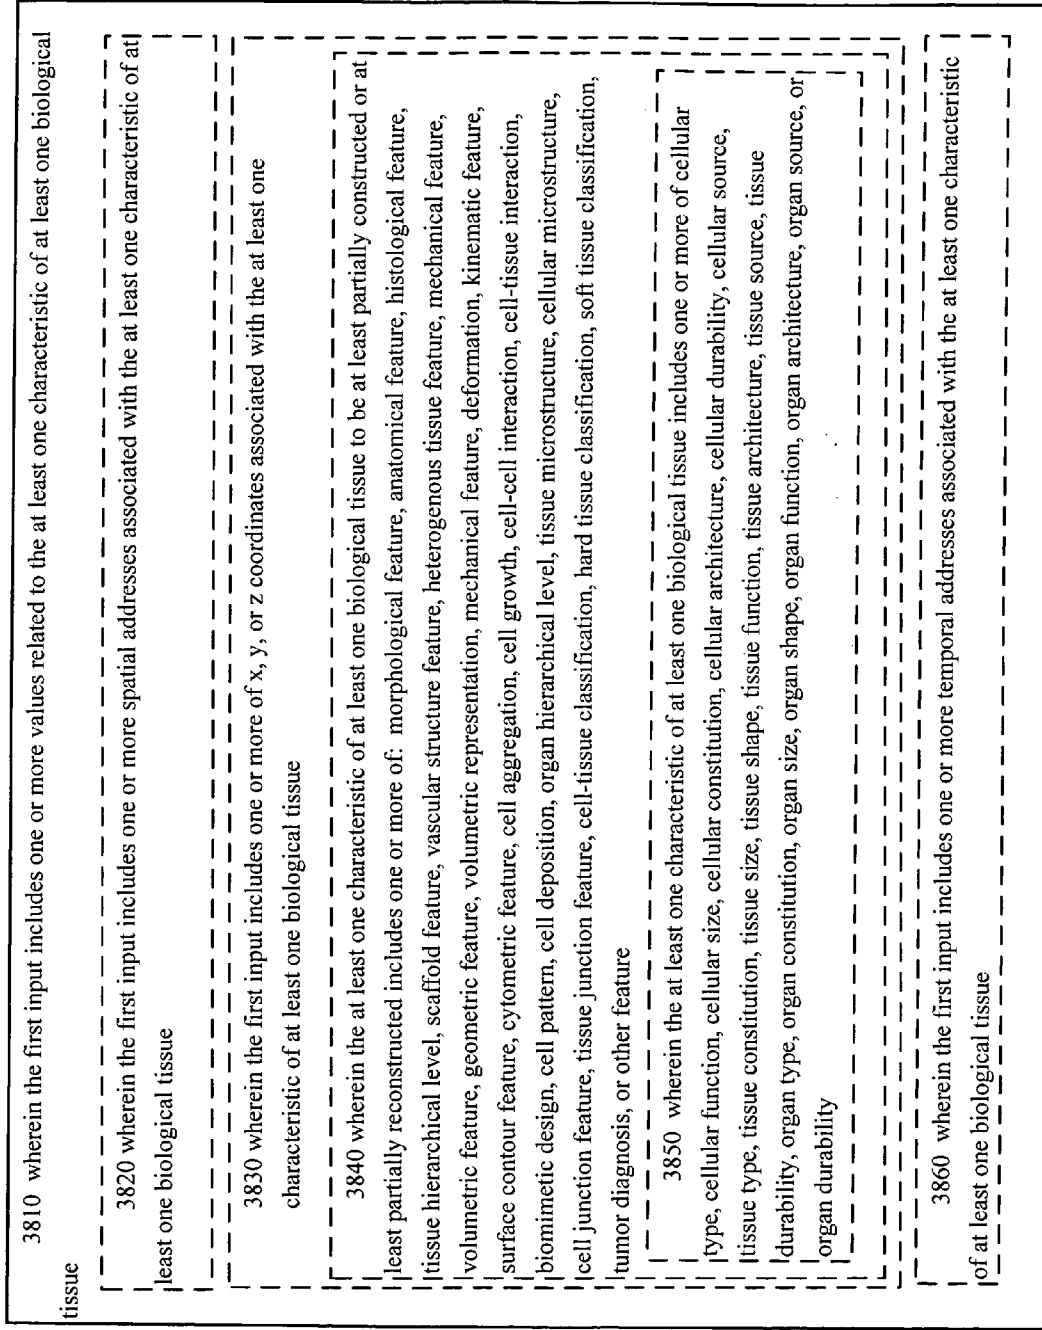 3810 wherein the first input includes one or more values related to the at least one characteristic of at least one biological
tissue
3820 wherein the first input includes one or more spatial addresses associated with the at least one characteristic of at
least one biological tissue
3830 wherein the first input includes one or more of x, y, or z coordinates associated with the at least one
characteristic of at least one biological tissue
3840 wherein the at least one characteristic of at least one biological tissue to be at least partially constructed or at
least partially reconstructed includes one or more of: morphological feature, anatomical feature, histological feature,
tissue hierarchical level, scaffold feature, vascular structure feature, heterogenous tissue feature, mechanical feature,
volumetric feature, geometric feature, volumetric representation, mechanical feature, deformation, kinematic feature,
surface contour feature, cytometric feature, cell aggregation, cell growth, cell-cell interaction, cell-tissue interaction,
biomimetic design, cell pattern, cell deposition, organ hierarchical level, tissue microstructure, cellular microstructure,
cell junction feature, tissue junction feature, cell-tissue classification, hard tissue classification, soft tissue classification,
tumor diagnosis, or other feature
3850 wherein the at least one characteristic of at least one biological tissue includes one or more of cellular
type, cellular function, cellular size, cellular constitution, cellular architecture, cellular durability, cellular source,
tissue type, tissue constitution, tissue size, tissue shape, tissue function, tissue architecture, tissue source, tissue
durability, organ type, organ constitution, organ size, organ shape, organ function, organ architecture, organ source, or
organ durability
3860 wherein the first input includes one or more temporal addresses associated with the at least one characteristic
of at least one biological tissue